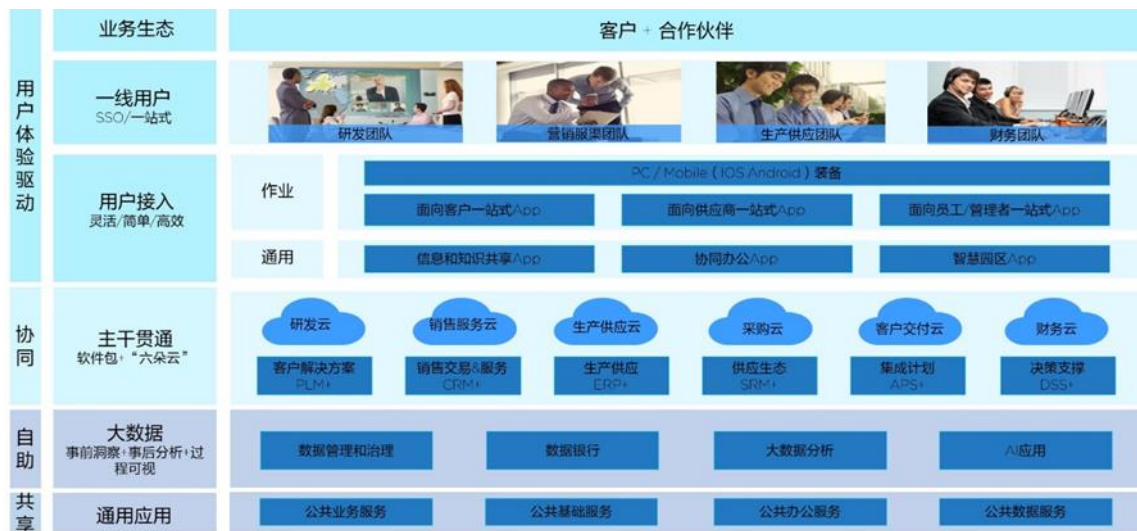 用户体验驱动
业务生态
客户 + 合作伙伴
一线用户
SSO/一站式
研发团队
营销服渠团队
生产供应团队
财务团队
用户接入
灵活/简单/高效
作业
PC / Mobile（IOS Android）装备
面向客户一站式App
面向供应商一站式App
面向员工/管理者一站式App
通用
信息和知识共享App
协同办公App
智慧园区App
协同
主干贯通
软件包+“六朵云”
研发云
销售服务云
生产供应云
采购云
客户交付云
财务云
客户解决方案
PLM+
销售交易&服务
CRM+
生产供应
ERP+
供应生态
SRM+
集成计划
APS+
决策支撑
DSS+
自助
大数据
事前洞察+事后分析+过
程可视
数据管理和治理
数据银行
大数据分析
AI应用
共享
通用应用
公共业务服务
公共基础服务
公共办公服务
公共数据服务